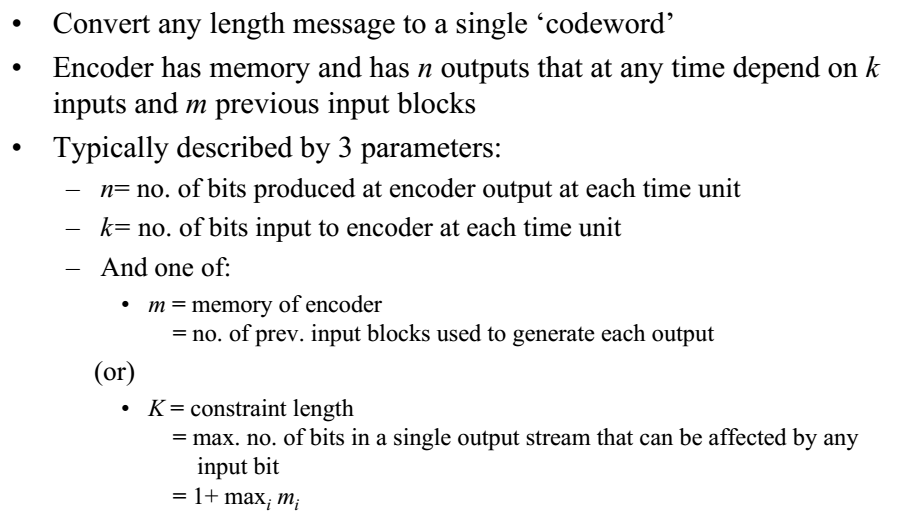 • Convert any length message to a single ‘codeword’
• Encoder has memory and has n outputs that at any time depend on k
inputs and m previous input blocks
• Typically described by 3 parameters:
– n= no. of bits produced at encoder output at each time unit
– k= no. of bits input to encoder at each time unit
– And one of:
• m = memory of encoder
= no. of prev. input blocks used to generate each output
(or)
• K = constraint length
= max. no. of bits in a single output stream that can be affected by any
input bit
= 1+ maxᵢ mᵢ